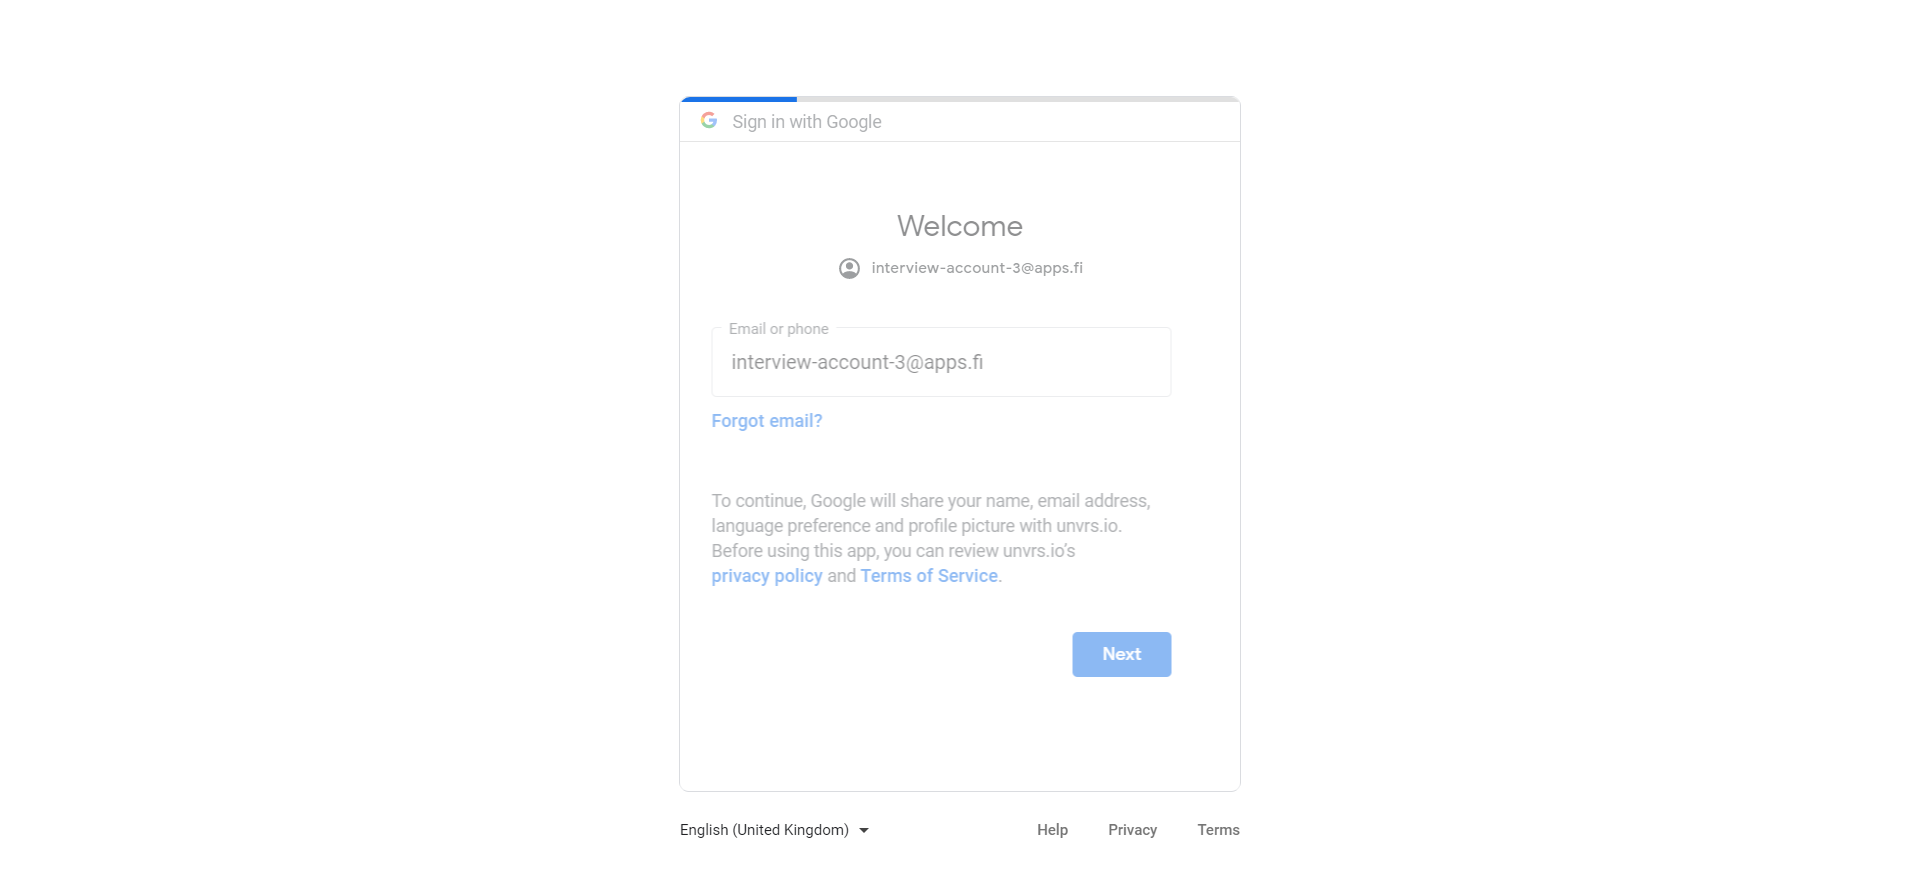 Sign in with Google
Welcome
interview-account-3@apps.fi
Email or phone
interview-account-3@apps.fi
Forgot email?
To continue, Google will share your name, email address,
language preference and profile picture with unvrs.io.
Before using this app, you can review unvrs.io’s
privacy policy and Terms of Service.
Next
English (United Kingdom)
Help Privacy Terms